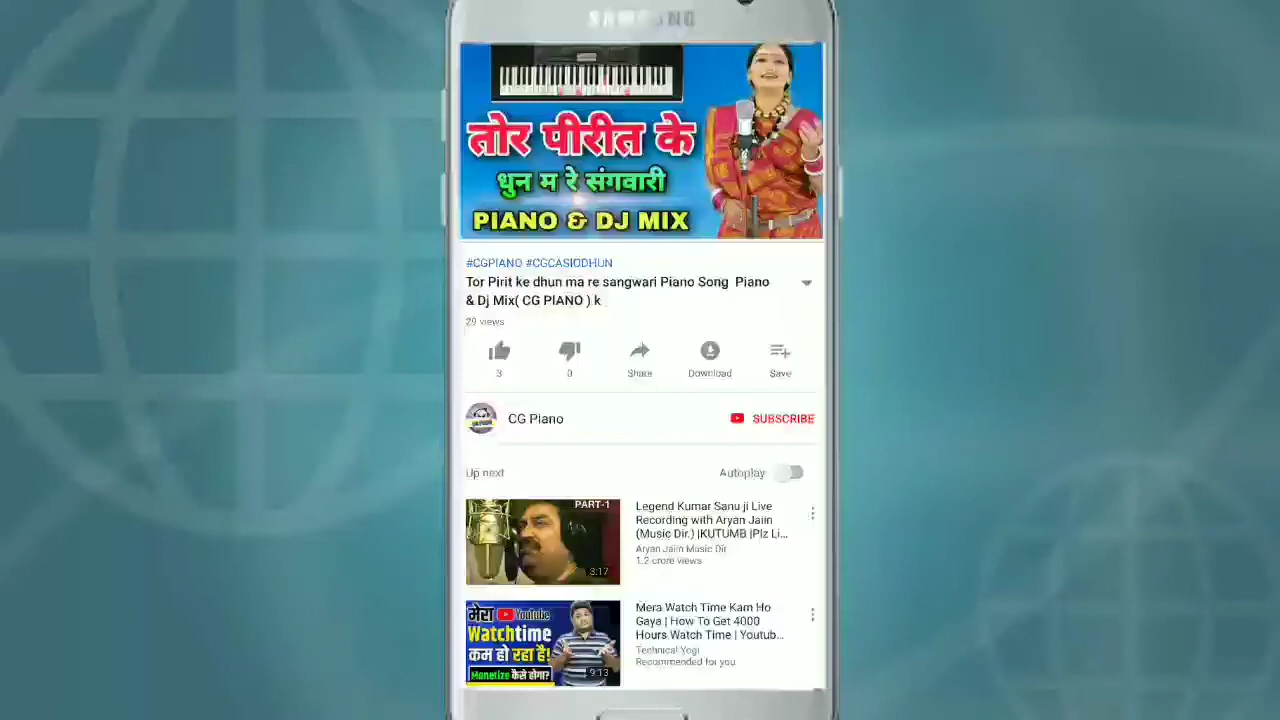 SAMSUNG
तोर पीरीत के
धुन म रे संगवारी
PIANO & DJ MIX
#CGPIANO #CGCASIODHUN
Tor Pirit ke dhun ma re sangwari Piano Song Piano
& Dj Mix( CG PIANO ) k
29 views
3
0
Share
Download
Save
CG Piano
SUBSCRIBE
Up next
Autoplay
PART-1
3:17
Legend Kumar Sanu ji Live
Recording with Aryan Jaiin
(Music Dir.) |KUTUMB |Plz Li...
Aryan Jaiin Music Dir
1.2 crore views
मेरा Youtube
Watchtime
कम हो रहा है!
Monetize कैसे होगा?
9:13
Mera Watch Time Kam Ho
Gaya | How To Get 4000
Hours Watch Time | Youtub...
Technical Yogi
Recommended for you